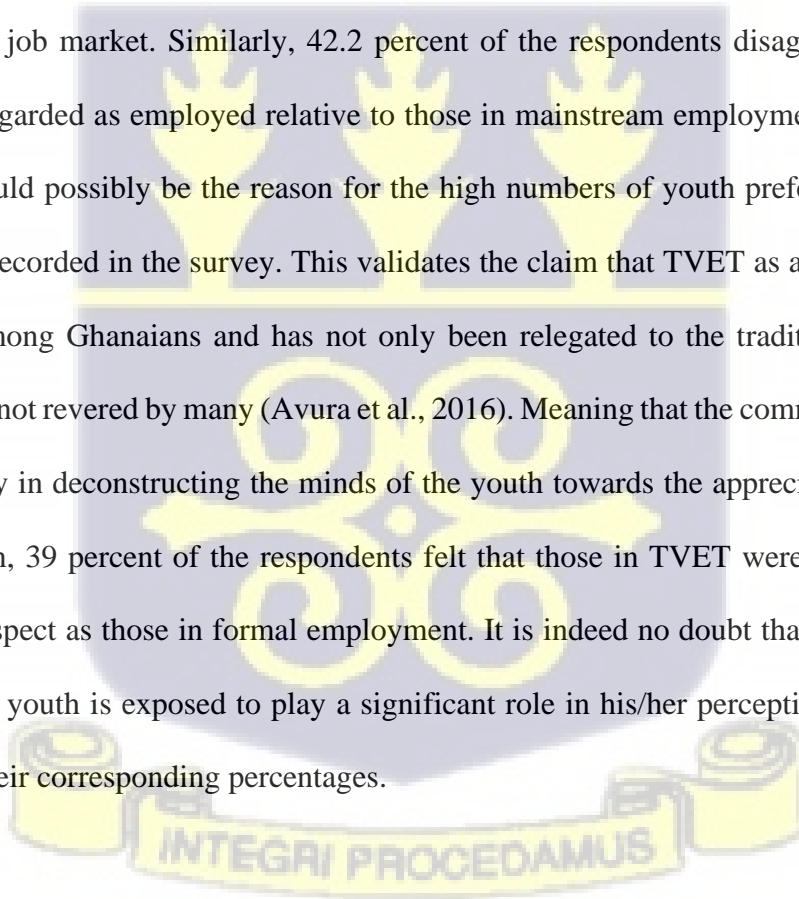 job market. Similarly, 42.2 percent of the respondents disag
garded as employed relative to those in mainstream employme
uld possibly be the reason for the high numbers of youth prefe
ecorded in the survey. This validates the claim that TVET as a
nong Ghanaians and has not only been relegated to the tradit
not revered by many (Avura et al., 2016). Meaning that the com
y in deconstructing the minds of the youth towards the appreci
n, 39 percent of the respondents felt that those in TVET were
spect as those in formal employment. It is indeed no doubt tha
youth is exposed to play a significant role in his/her percepti
eir corresponding percentages.
INTEGRI PROCEDAMUS